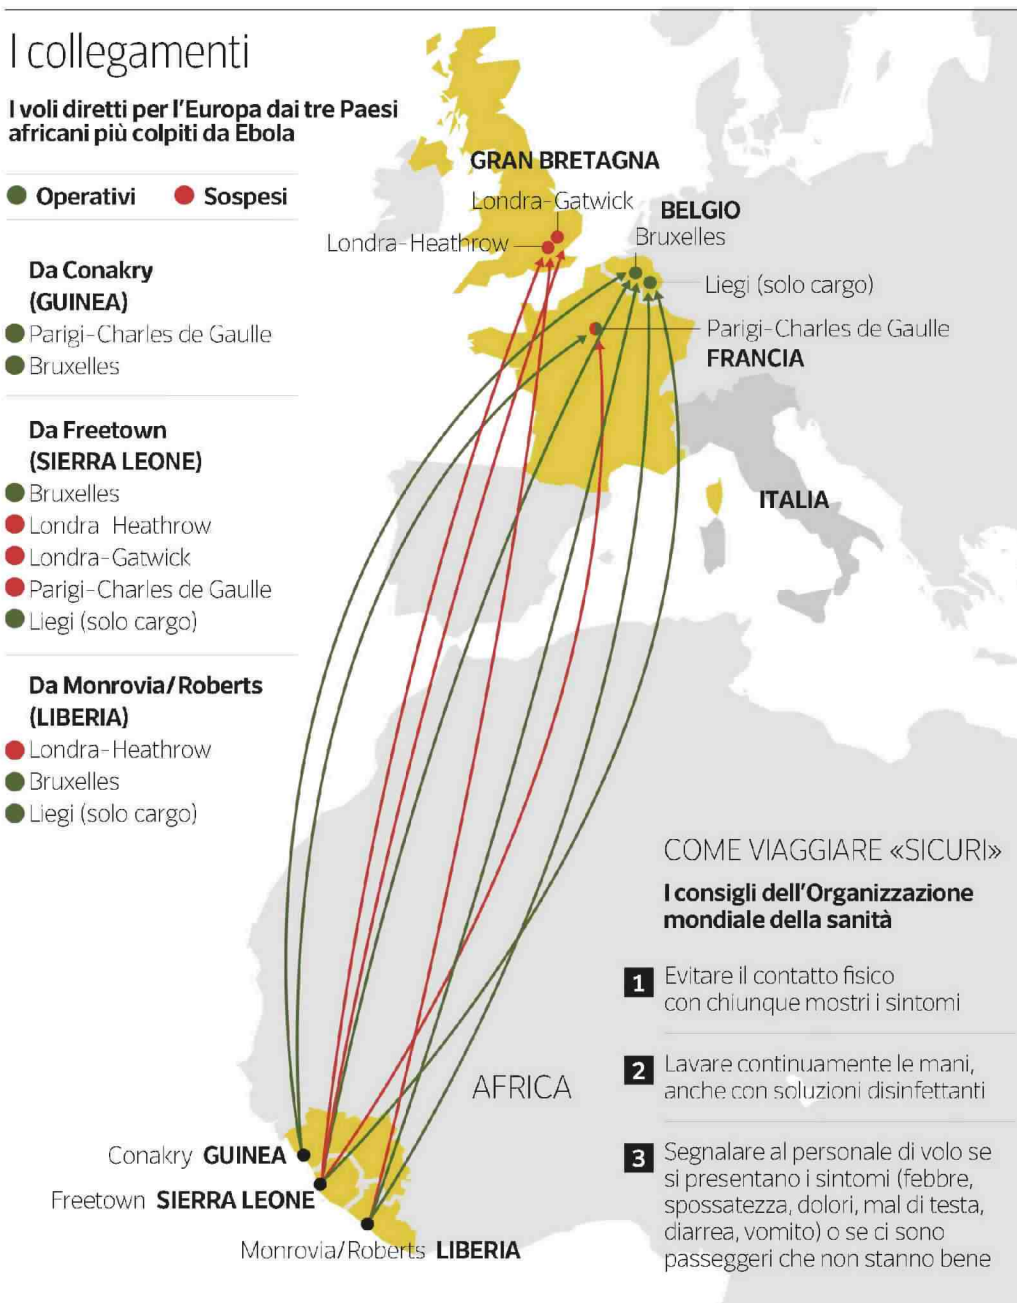 I collegamenti
I voli diretti per l'Europa dai tre Paesi
africani più colpiti da Ebola
Operativi
Sospesi
Da Conakry
(GUINEA)
Parigi-Charles de Gaulle
Bruxelles
Da Freetown
(SIERRA LEONE)
Bruxelles
Londra Heathrow
Londra-Gatwick
Parigi-Charles de Gaulle
Liegi (solo cargo)
Da Monrovia/Roberts
(LIBERIA)
Londra-Heathrow
Bruxelles
Liegi (solo cargo)
GRAN BRETAGNA
Londra-Gatwick
Londra-Heathrow
BELGIO
Bruxelles
Liegi (solo cargo)
Parigi-Charles de Gaulle
FRANCIA
ITALIA
AFRICA
Conakry GUINEA
Freetown SIERRA LEONE
Monrovia/Roberts LIBERIA
COME VIAGGIARE «SICURI»
I consigli dell'Organizzazione
mondiale della sanità
1 Evitare il contatto fisico
con chiunque mostri i sintomi
2 Lavare continuamente le mani,
anche con soluzioni disinfettanti
3 Segnalare al personale di volo se
si presentano i sintomi (febbre,
spossatezza, dolori, mal di testa,
diarrea, vomito) o se ci sono
passeggeri che non stanno bene